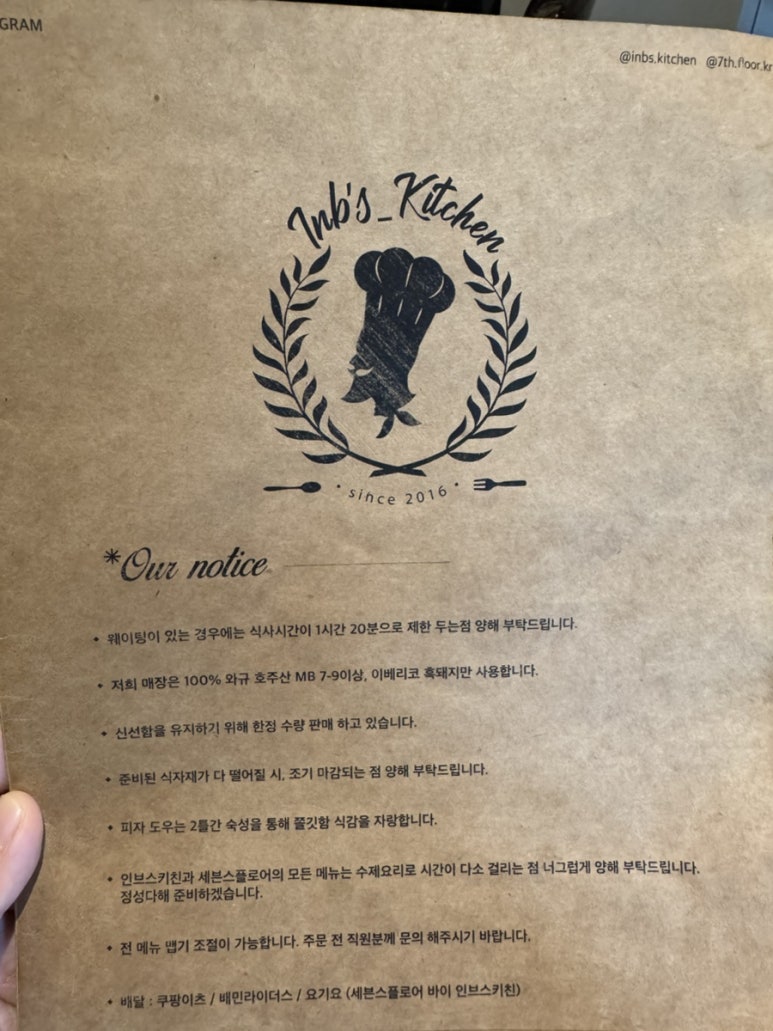 GRAM
@inbs.kitchen @7th.floor.kr
Inb's_Kitchen
· since 2016 ·
*Our notice
웨이팅이 있는 경우에는 식사시간이 1시간 20분으로 제한 두는점 양해 부탁드립니다.
저희 매장은 100% 와규 호주산 MB 7-9이상, 이베리코 흑돼지만 사용합니다.
신선함을 유지하기 위해 한정 수량 판매 하고 있습니다.
준비된 식자재가 다 떨어질 시, 조기 마감되는 점 양해 부탁드립니다.
피자 도우는 2틀간 숙성을 통해 쫄깃함 식감을 자랑합니다.
인브스키친과 세븐스플로어의 모든 메뉴는 수제요리로 시간이 다소 걸리는 점 너그럽게 양해 부탁드립니다.
정성다해 준비하겠습니다.
전 메뉴 맵기 조절이 가능합니다. 주문 전 직원분께 문의 해주시기 바랍니다.
배달 : 쿠팡이츠 / 배민라이더스 / 요기요 (세븐스플로어 바이 인브스키친)